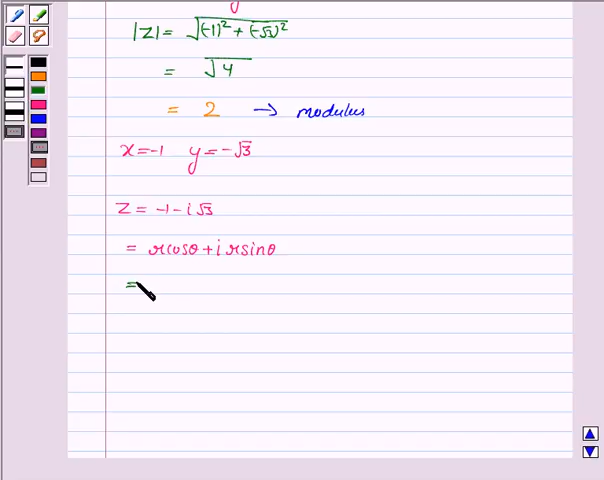 y
|Z| = √(-1)² + (-√3)²
= √4
= 2 → modulus
x=-1 y=-√3
Z = -1-i√3
= rcosθ+i rsinθ
=